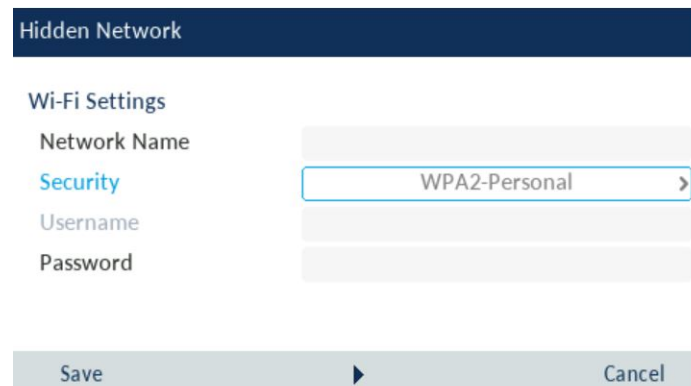 Hidden Network
Wi-Fi Settings
Network Name
Security WPA2-Personal
Username
Password
Save Cancel